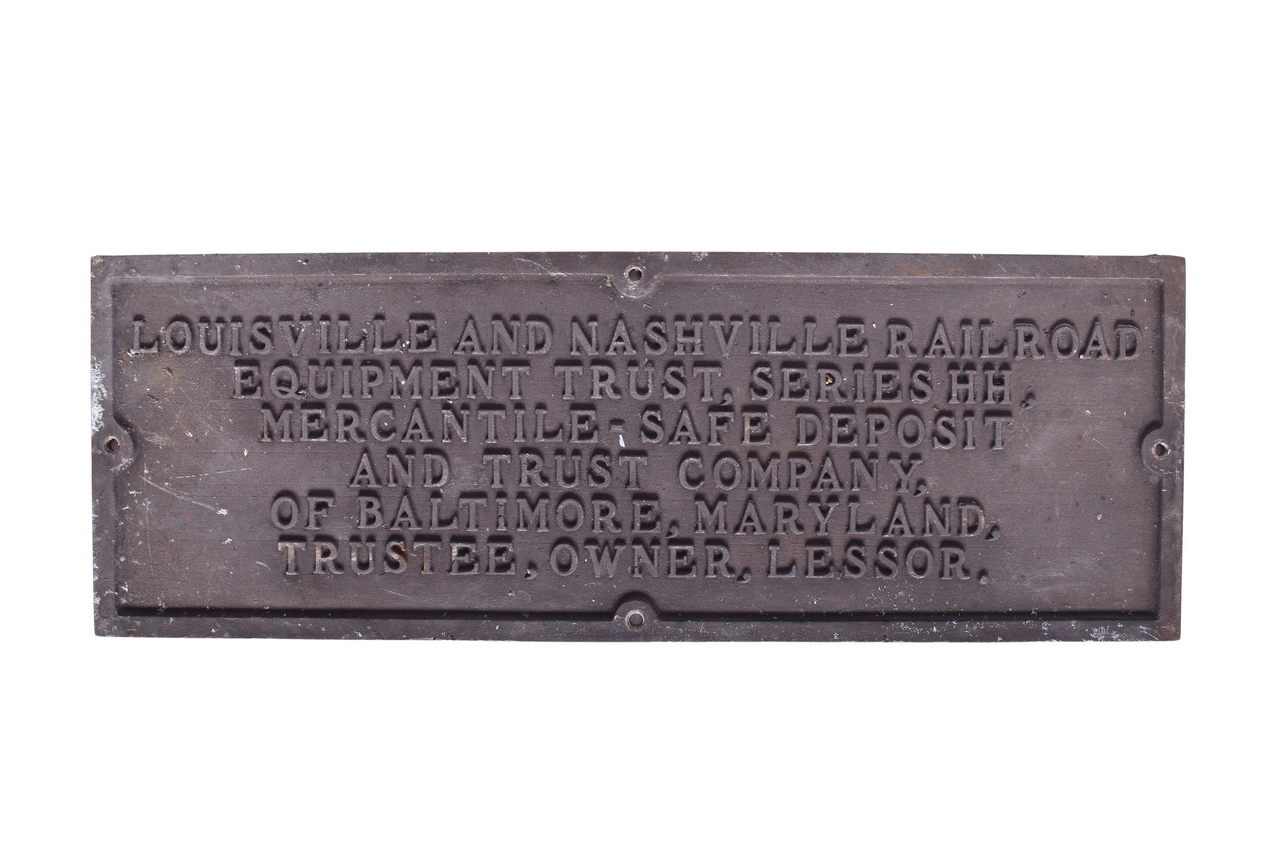 LOUISVILLE AND NASHVILLE RAILROAD
EQUIPMENT TRUST, SERIES HH,
MERCANTILE-SAFE DEPOSIT
AND TRUST COMPANY,
OF BALTIMORE, MARYLAND,
TRUSTEE, OWNER, LESSOR.